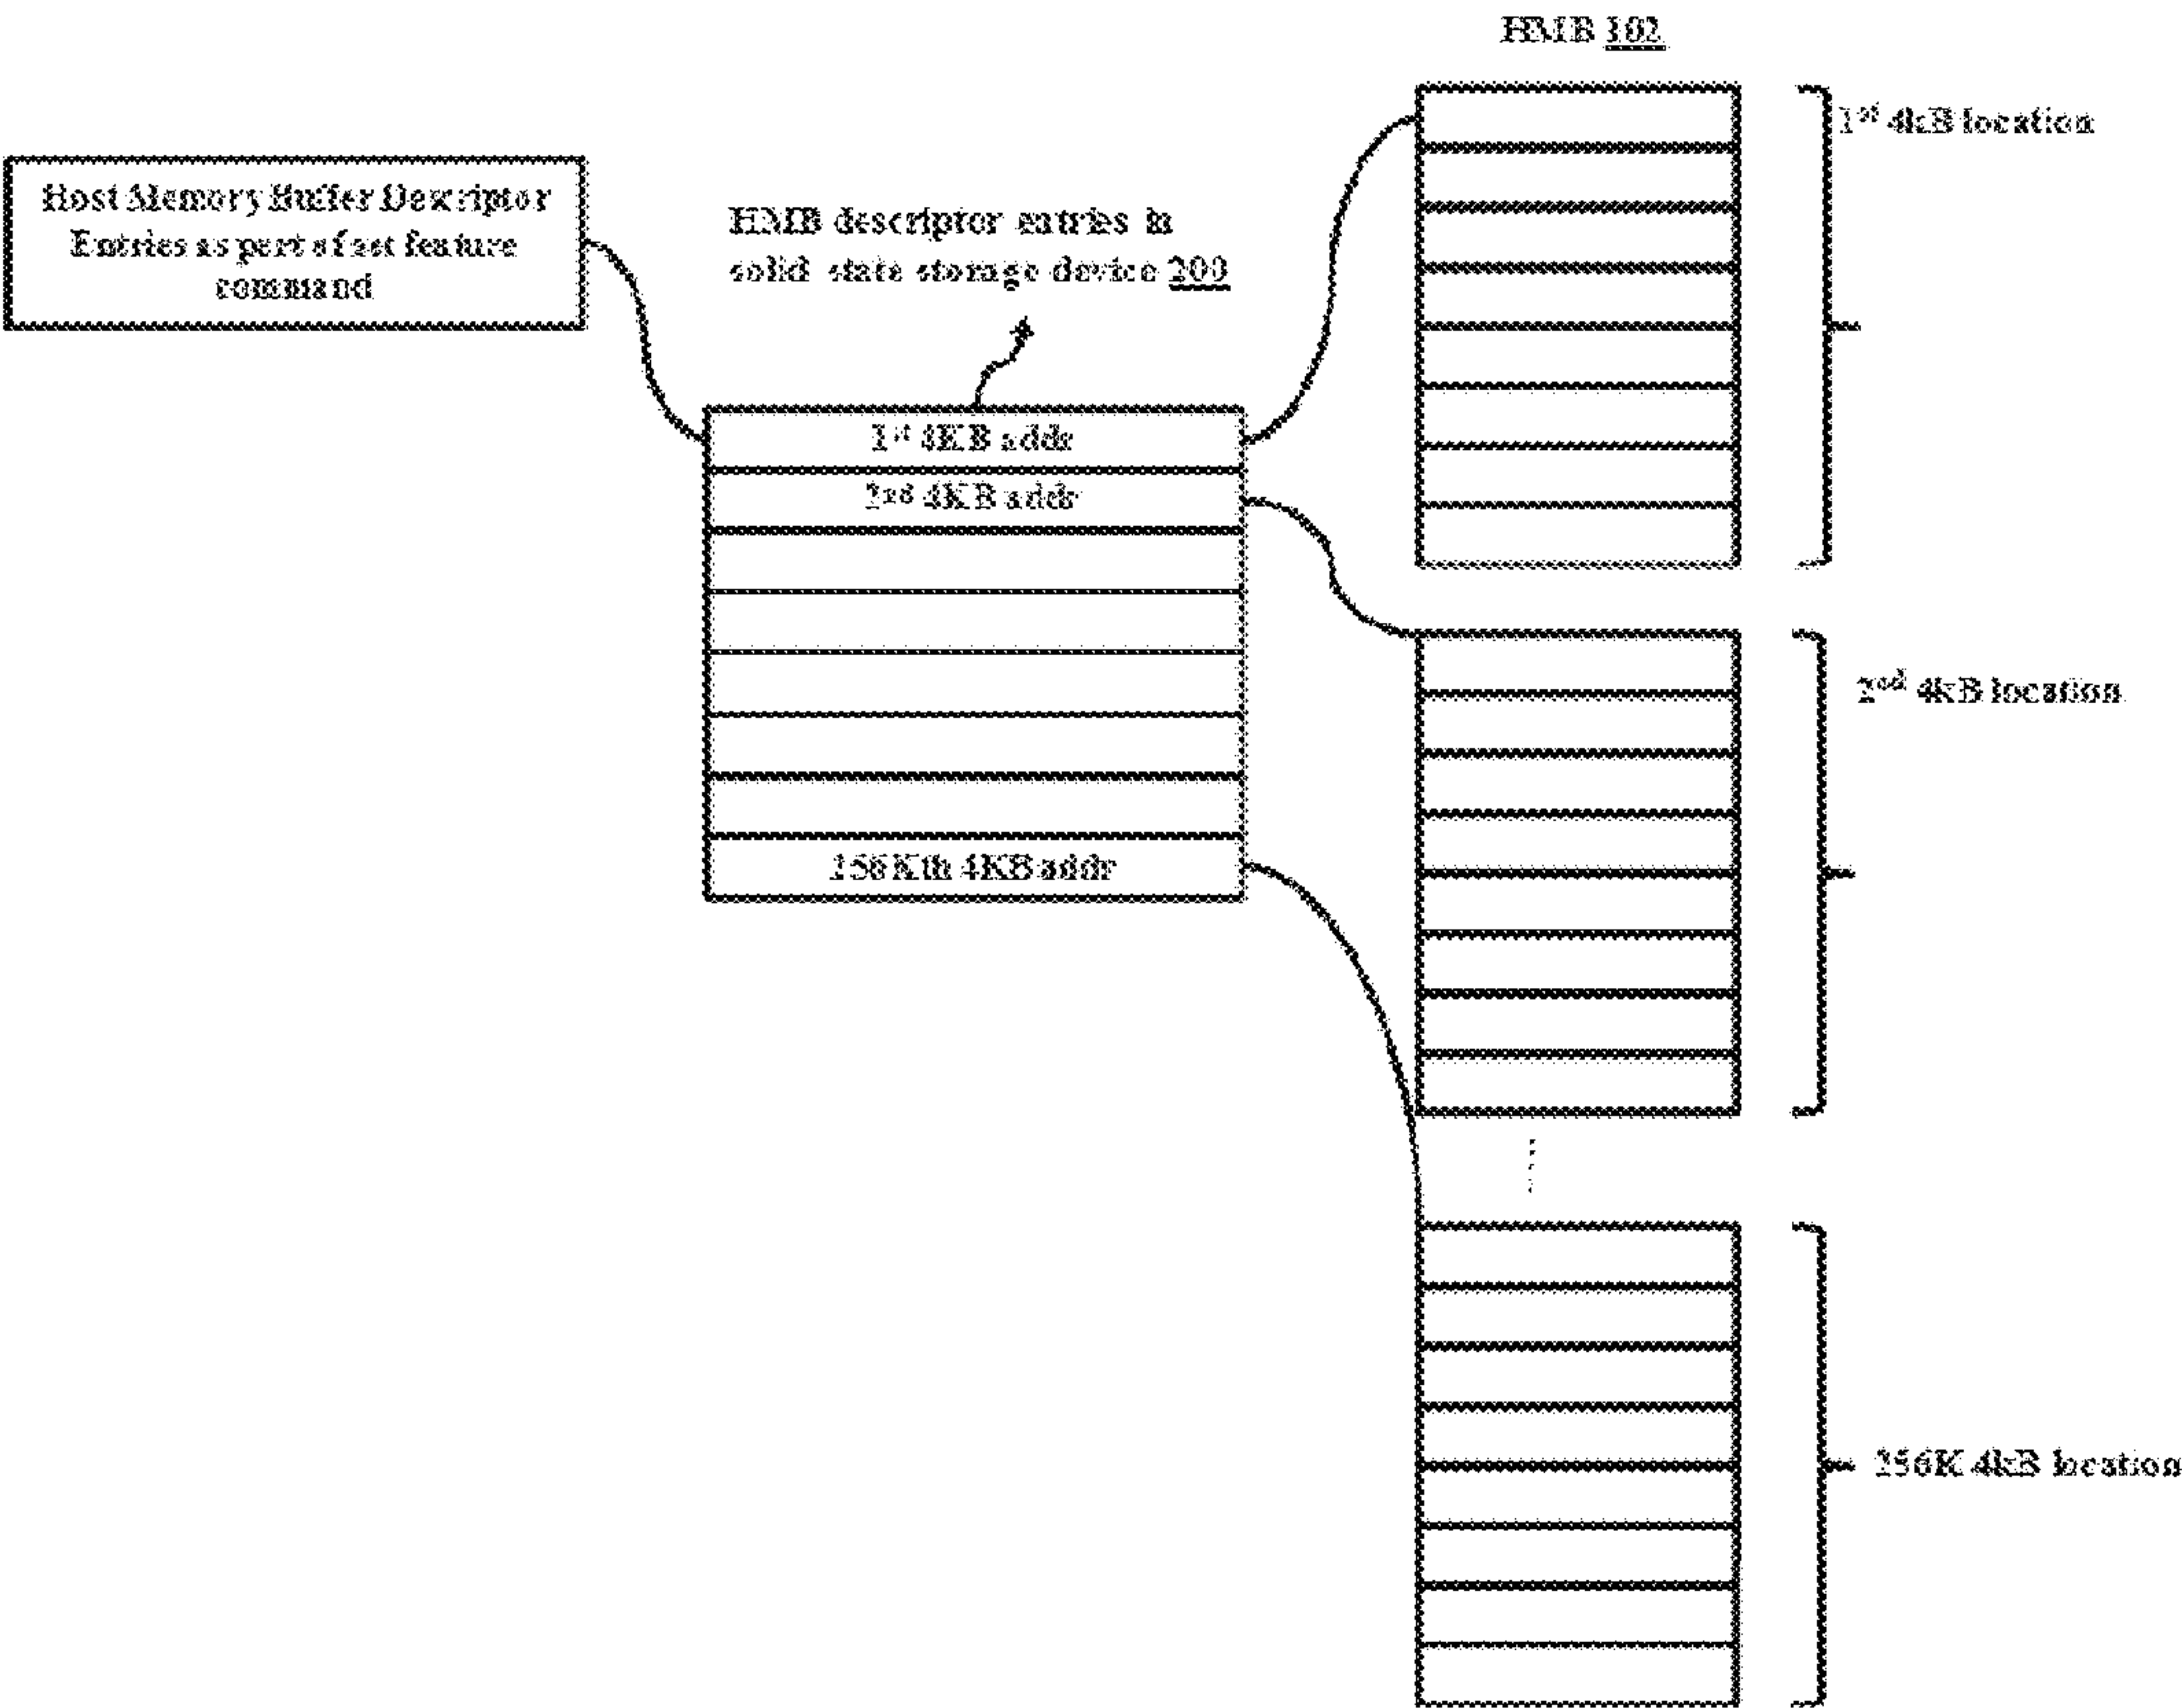 HMB 102
1st 4kB location
Host Memory Buffer Descriptor
Entries as part of set feature
command
HMB descriptor entries in
solid state storage device 200
1st 4KB addr
2nd 4KB addr
2nd 4kB location
256Kth 4KB addr
256K 4kB location